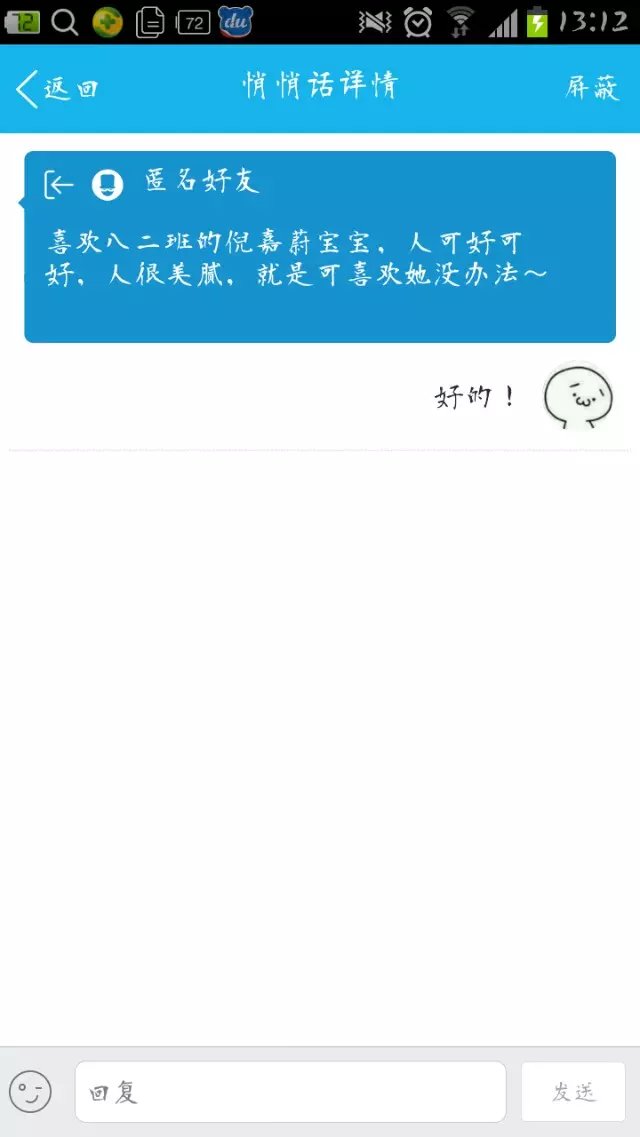 72
72
du
13:12
返回
悄悄话详情
屏蔽
匿名好友
喜欢八二班的倪嘉蔚宝宝，人可好可
好，人很美腻，就是可喜欢她没办法～
好的！
回复
发送